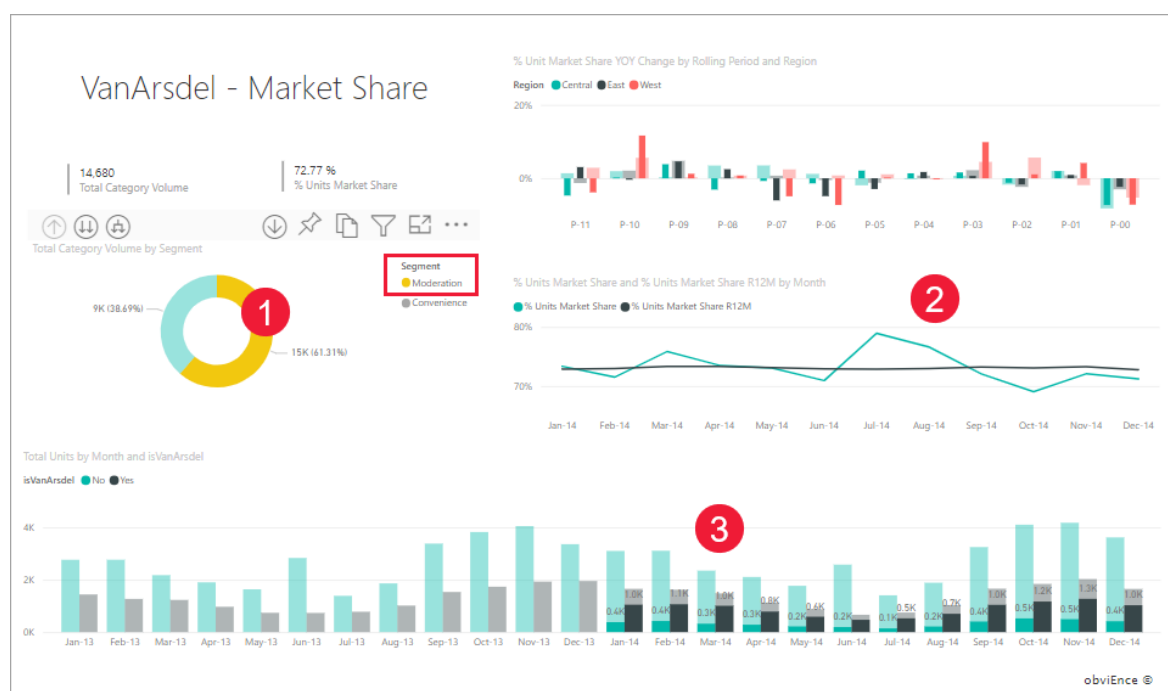 VanArsdel - Market Share
14,680
Total Category Volume
72.77 %
% Units Market Share
Total Category Volume by Segment
Segment
Moderation
Convenience
9K (38.69%)
1
15K (61.31%)
% Unit Market Share YOY Change by Rolling Period and Region
Region Central East West
20%
0%
P-11 P-10 P-09 P-08 P-07 P-06 P-05 P-04 P-03 P-02 P-01 P-00
% Units Market Share and % Units Market Share R12M by Month
2
% Units Market Share % Units Market Share R12M
80%
70%
Jan-14 Feb-14 Mar-14 Apr-14 May-14 Jun-14 Jul-14 Aug-14 Sep-14 Oct-14 Nov-14 Dec-14
Total Units by Month and isVanArsdel
isVanArsdel No Yes
3
4K
2K
1.0K 1.1K 1.0K 0.8K 0.6K 0.5K 0.7K 1.0K 1.2K 1.3K 1.0K
0.4K 0.4K 0.3K 0.3K 0.2K 0.2K 0.1K 0.2K 0.4K 0.5K 0.5K 0.4K
0K
Jan-13 Feb-13 Mar-13 Apr-13 May-13 Jun-13 Jul-13 Aug-13 Sep-13 Oct-13 Nov-13 Dec-13 Jan-14 Feb-14 Mar-14 Apr-14 May-14 Jun-14 Jul-14 Aug-14 Sep-14 Oct-14 Nov-14 Dec-14
obviEnce ©